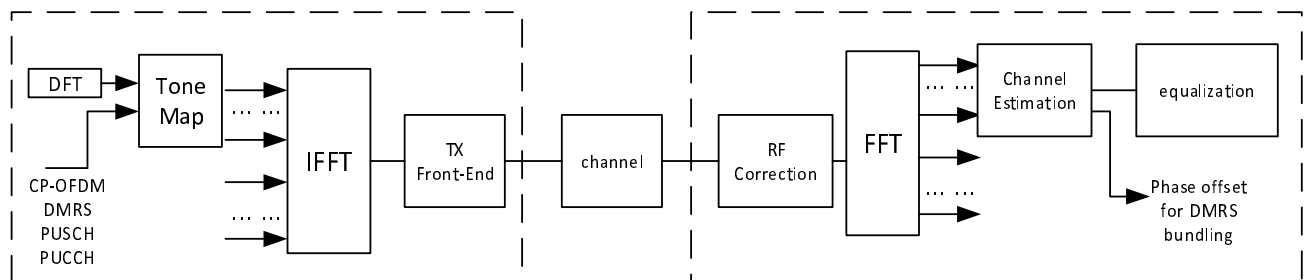 DFT
Tone
Map
CP-OFDM
DMRS
PUSCH
PUCCH
... ...
... ...
IFFT
TX
Front-End
channel
RF
Correction
FFT
... ...
... ...
Channel
Estimation
equalization
Phase offset
for DMRS
bundling